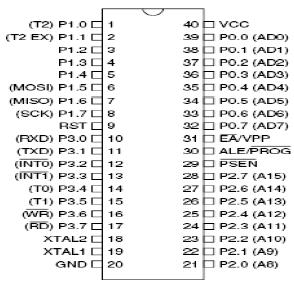 (T2) P1.0 1 40 VCC
(T2 EX) P1.1 2 39 P0.0 (AD0)
P1.2 3 38 P0.1 (AD1)
P1.3 4 37 P0.2 (AD2)
P1.4 5 36 P0.3 (AD3)
(MOSI) P1.5 6 35 P0.4 (AD4)
(MISO) P1.6 7 34 P0.5 (AD5)
(SCK) P1.7 8 33 P0.6 (AD6)
RST 9 32 P0.7 (AD7)
(RXD) P3.0 10 31 EA/VPP
(TXD) P3.1 11 30 ALE/PROG
(INT0) P3.2 12 29 PSEN
(INT1) P3.3 13 28 P2.7 (A15)
(T0) P3.4 14 27 P2.6 (A14)
(T1) P3.5 15 26 P2.5 (A13)
(WR) P3.6 16 25 P2.4 (A12)
(RD) P3.7 17 24 P2.3 (A11)
XTAL2 18 23 P2.2 (A10)
XTAL1 19 22 P2.1 (A9)
GND 20 21 P2.0 (A8)